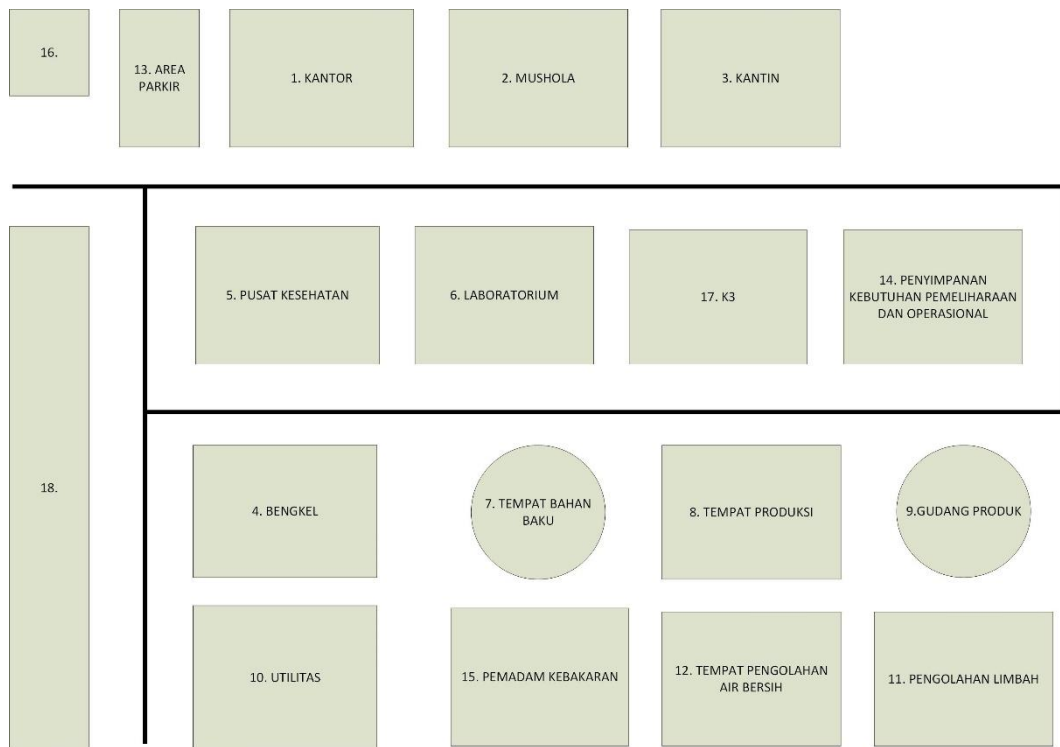 16.
13. AREA
PARKIR
1. KANTOR
2. MUSHOLA
3. KANTIN
5. PUSAT KESEHATAN
6. LABORATORIUM
17. K3
14. PENYIMPANAN
KEBUTUHAN PEMELIHARAAN
DAN OPERASIONAL
18.
4. BENGKEL
7. TEMPAT BAHAN
BAKU
8. TEMPAT PRODUKSI
9.GUDANG PRODUK
10. UTILITAS
15. PEMADAM KEBAKARAN
12. TEMPAT PENGOLAHAN
AIR BERSIH
11. PENGOLAHAN LIMBAH